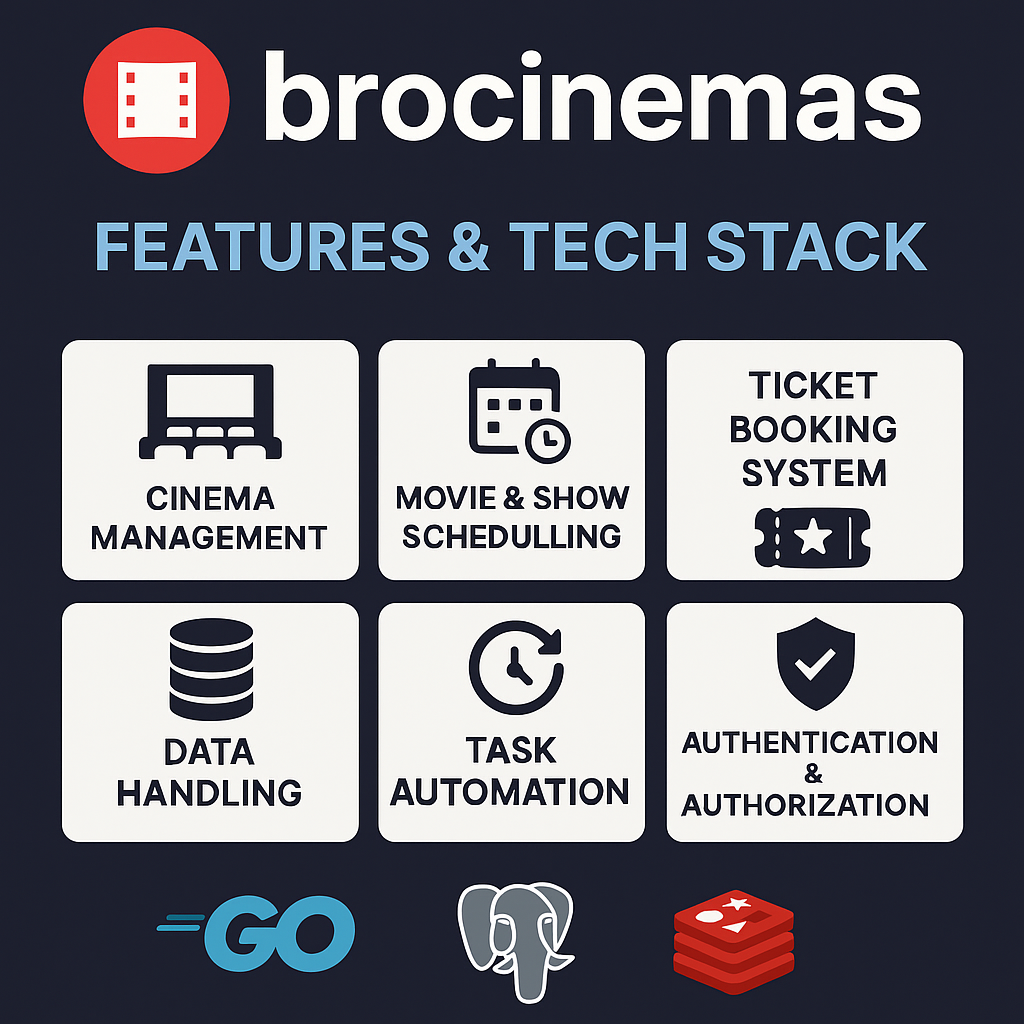 brocinemas
FEATURES & TECH STACK
CINEMA
MANAGEMENT
MOVIE & SHOW
SCHEDULLING
TICKET
BOOKING
SYSTEM
DATA
HANDLING
TASK
AUTOMATION
AUTHENTICATION
&
AUTHORIZATION
GO